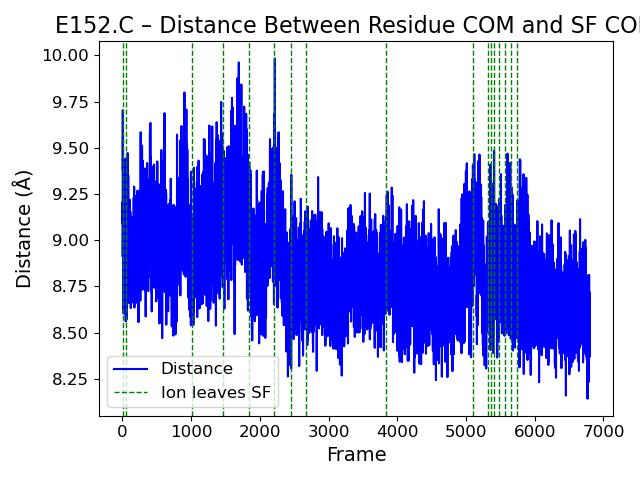 E152.C – Distance Between Residue COM and SF CO
Distance (Å)
10.00
9.75
9.50
9.25
9.00
8.75
8.50
8.25
Distance
Ion leaves SF
0 1000 2000 3000 4000 5000 6000 7000
Frame